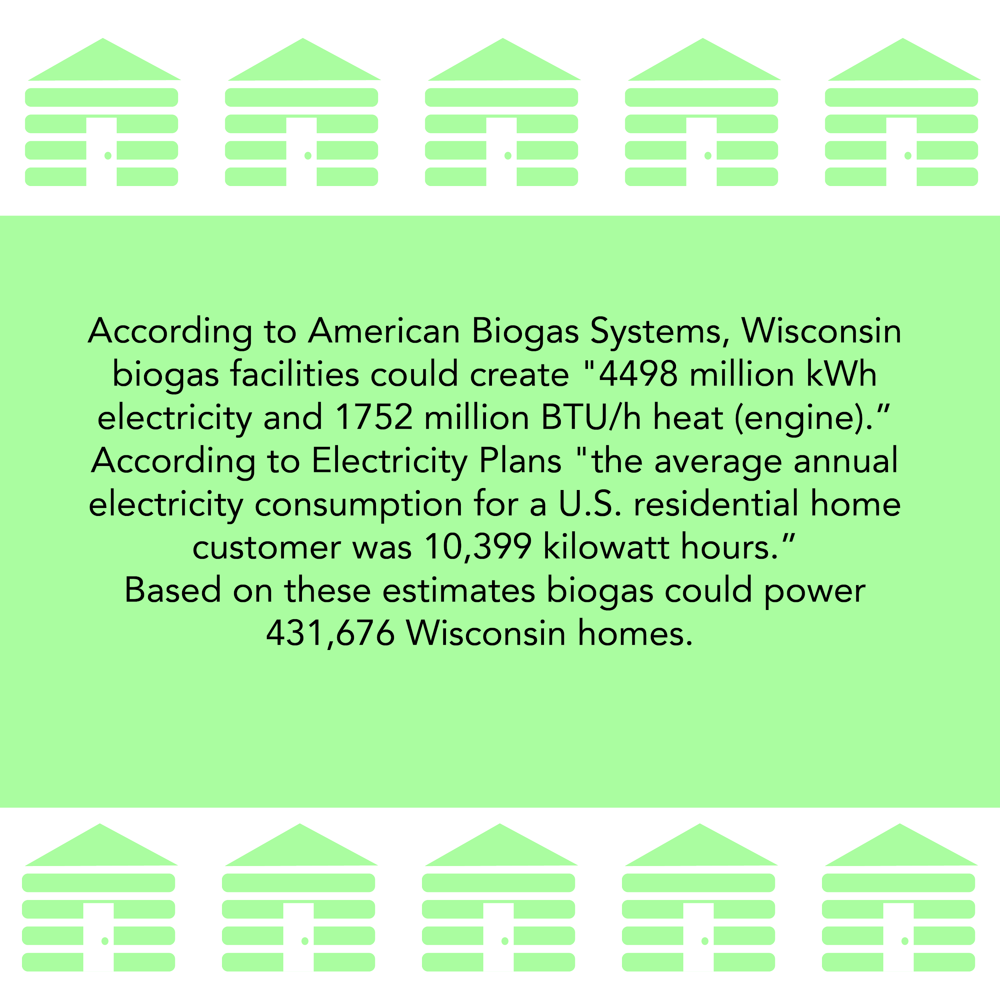 According to American Biogas Systems, Wisconsin
biogas facilities could create "4498 million kWh
electricity and 1752 million BTU/h heat (engine).“
According to Electricity Plans "the average annual
electricity consumption for a U.S. residential home
customer was 10,399 kilowatt hours.“
Based on these estimates biogas could power
431,676 Wisconsin homes.